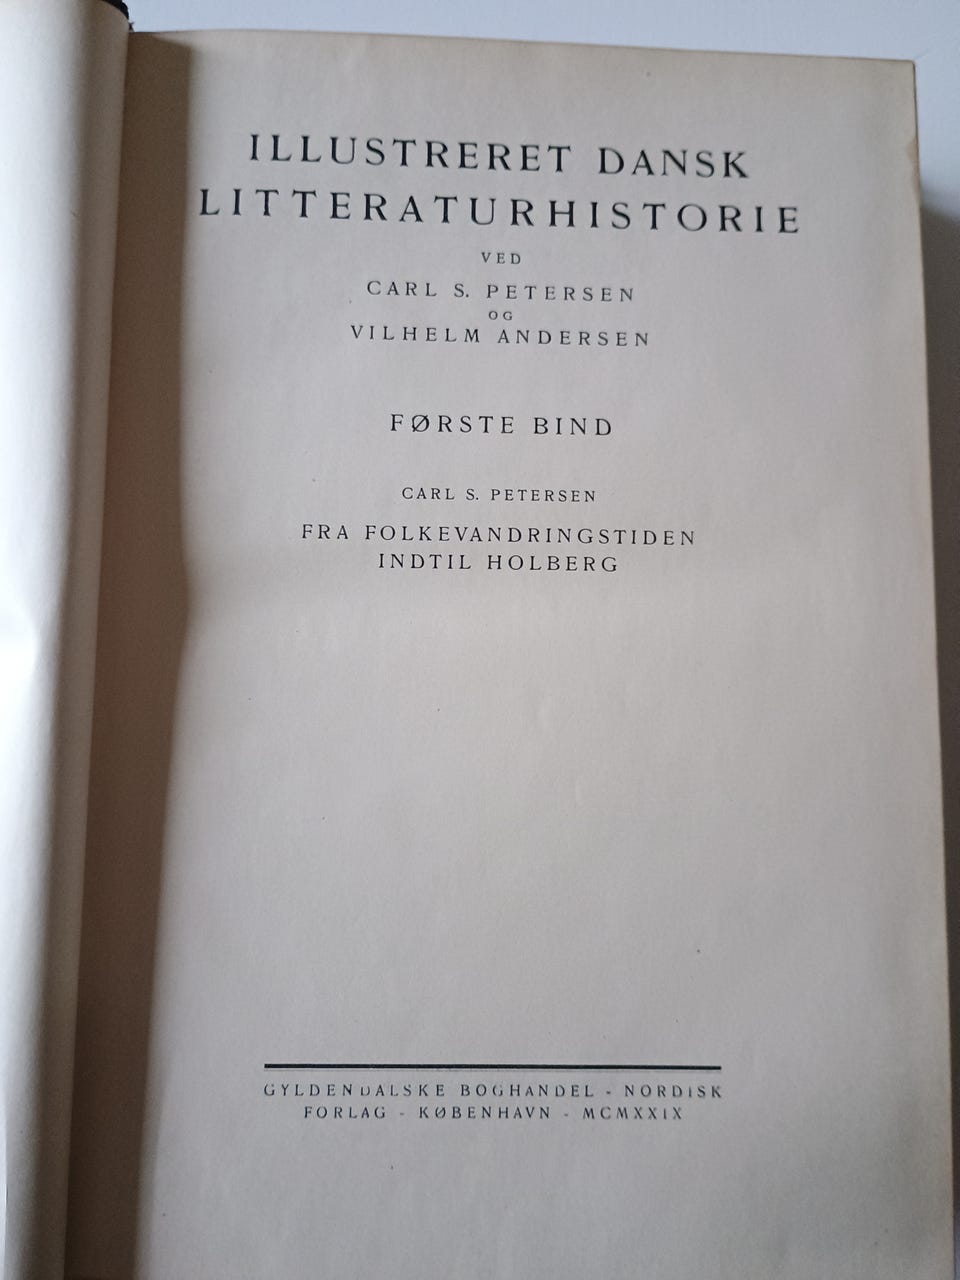 ILLUSTRERET DANSK
LITTERATURHISTORIE
VED
CARL S. PETERSEN
OG
VILHELM ANDERSEN
FØRSTE BIND
CARL S. PETERSEN
FRA FOLKEVANDRINGSTIDEN
INDTIL HOLBERG
GYLDENDALSKE BOGHANDEL - NORDISK
FORLAG - KØBENHAVN - MCMXXIX